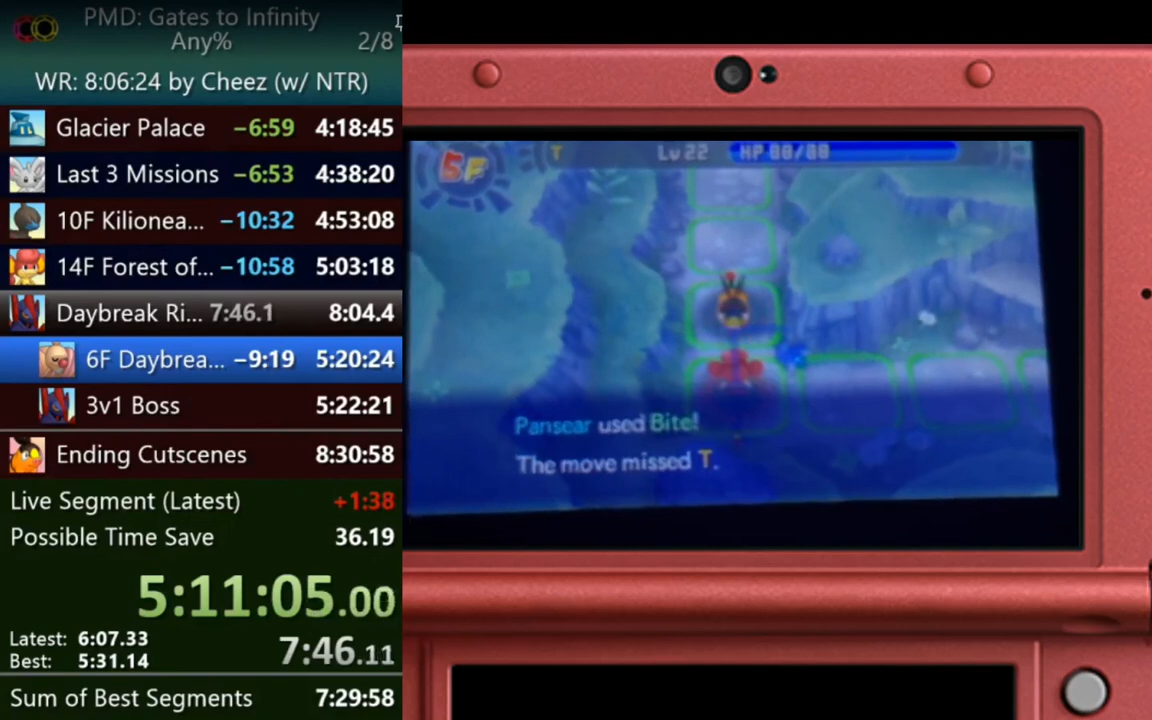 PMD: Gates to Infinity
Any%
2/8
WR: 8:06:24 by Cheez (w/ NTR)
Glacier Palace −6:59 4:18:45
Last 3 Missions −6:53 4:38:20
10F Kilionea... −10:32 4:53:08
14F Forest of... −10:58 5:03:18
Daybreak Ri... 7:46.1 8:04.4
6F Daybrea... −9:19 5:20:24
3v1 Boss 5:22:21
Ending Cutscenes 8:30:58
Live Segment (Latest) +1:38
Possible Time Save 36.19
5:11:05.00
Latest: 6:07.33
Best: 5:31.14
7:46.11
Sum of Best Segments 7:29:58
5F T Lv 22 HP 88/88
Pansear used Bite!
The move missed T.